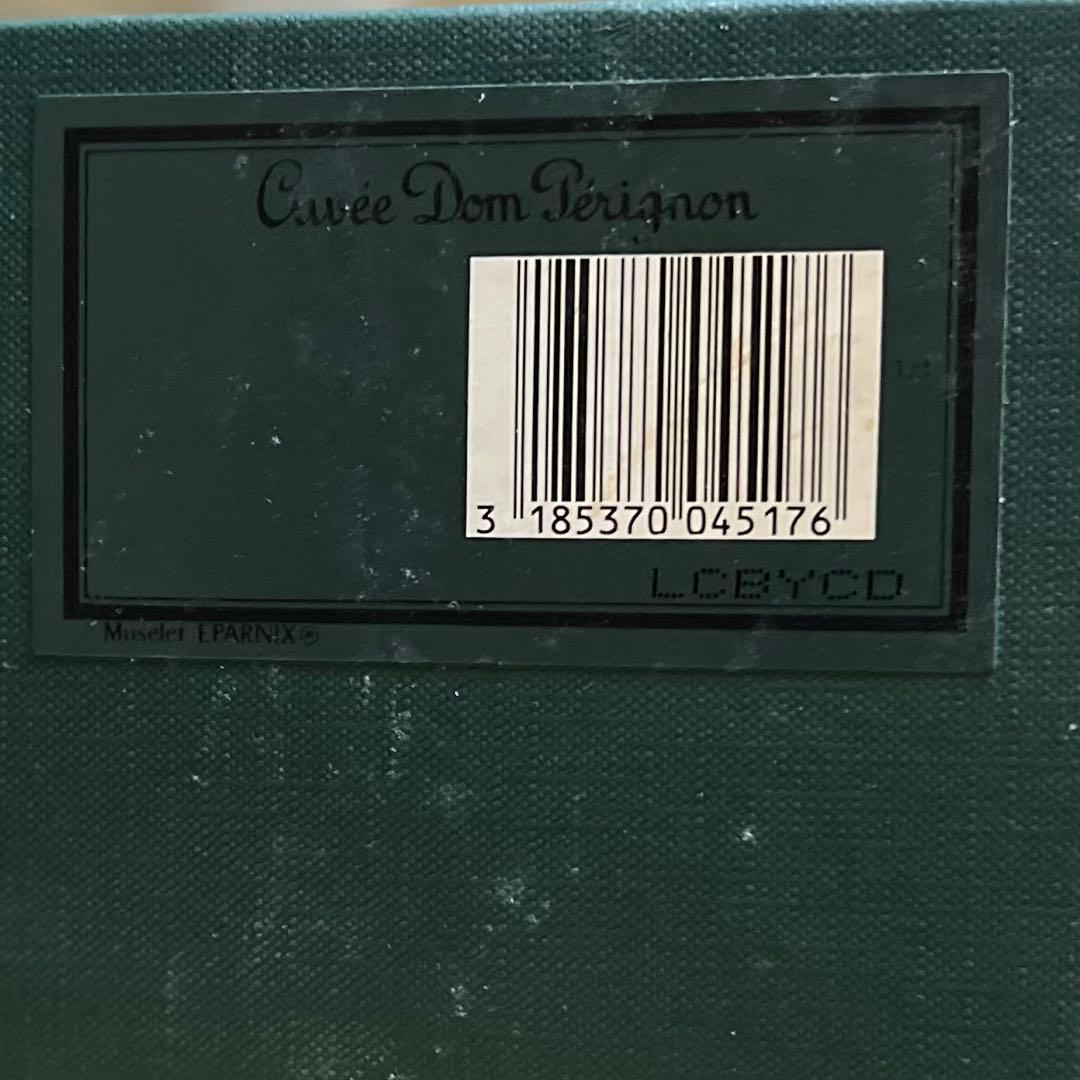 Cuvée Dom Pérignon
3 185370 045176
LCBYCD
Muselet EPARNIX®